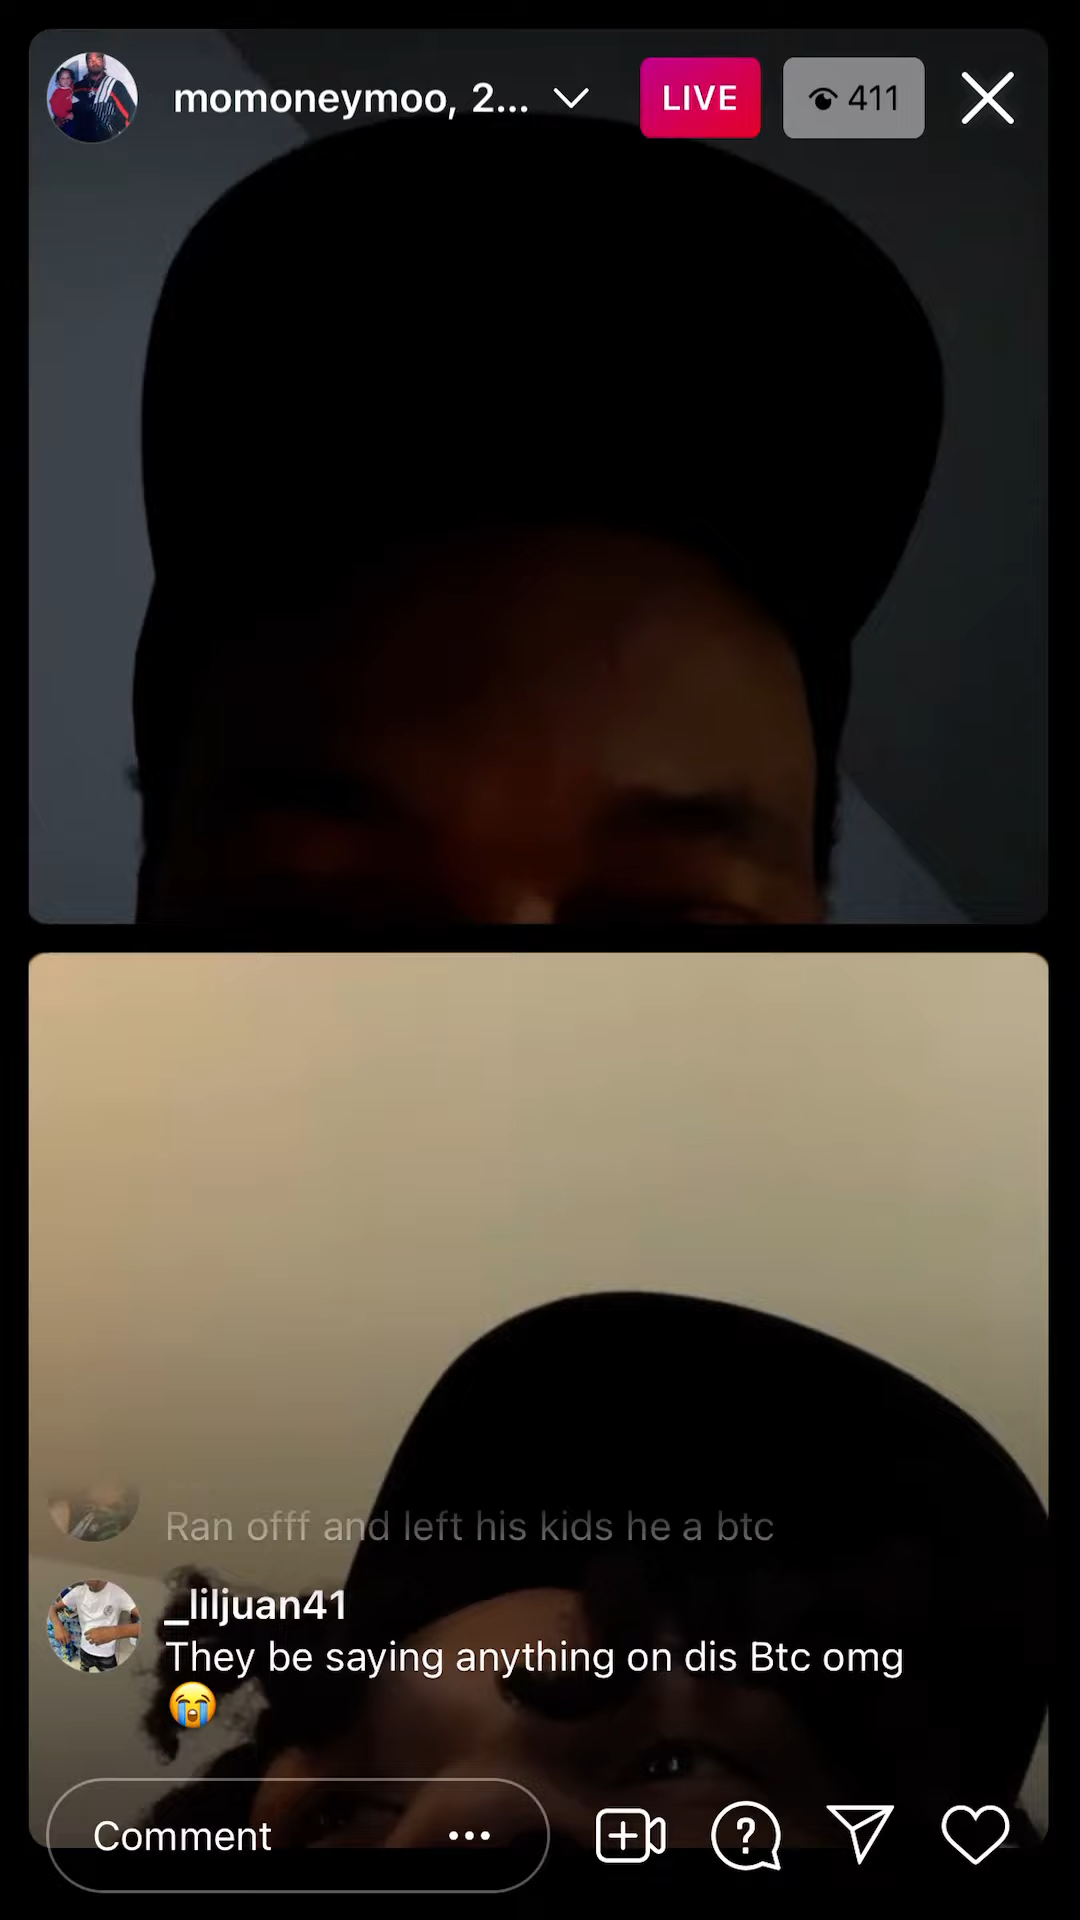 momoneymoo, 2...
LIVE
411
Ran offf and left his kids he a btc
_liljuan41
They be saying anything on dis Btc omg
😭
Comment